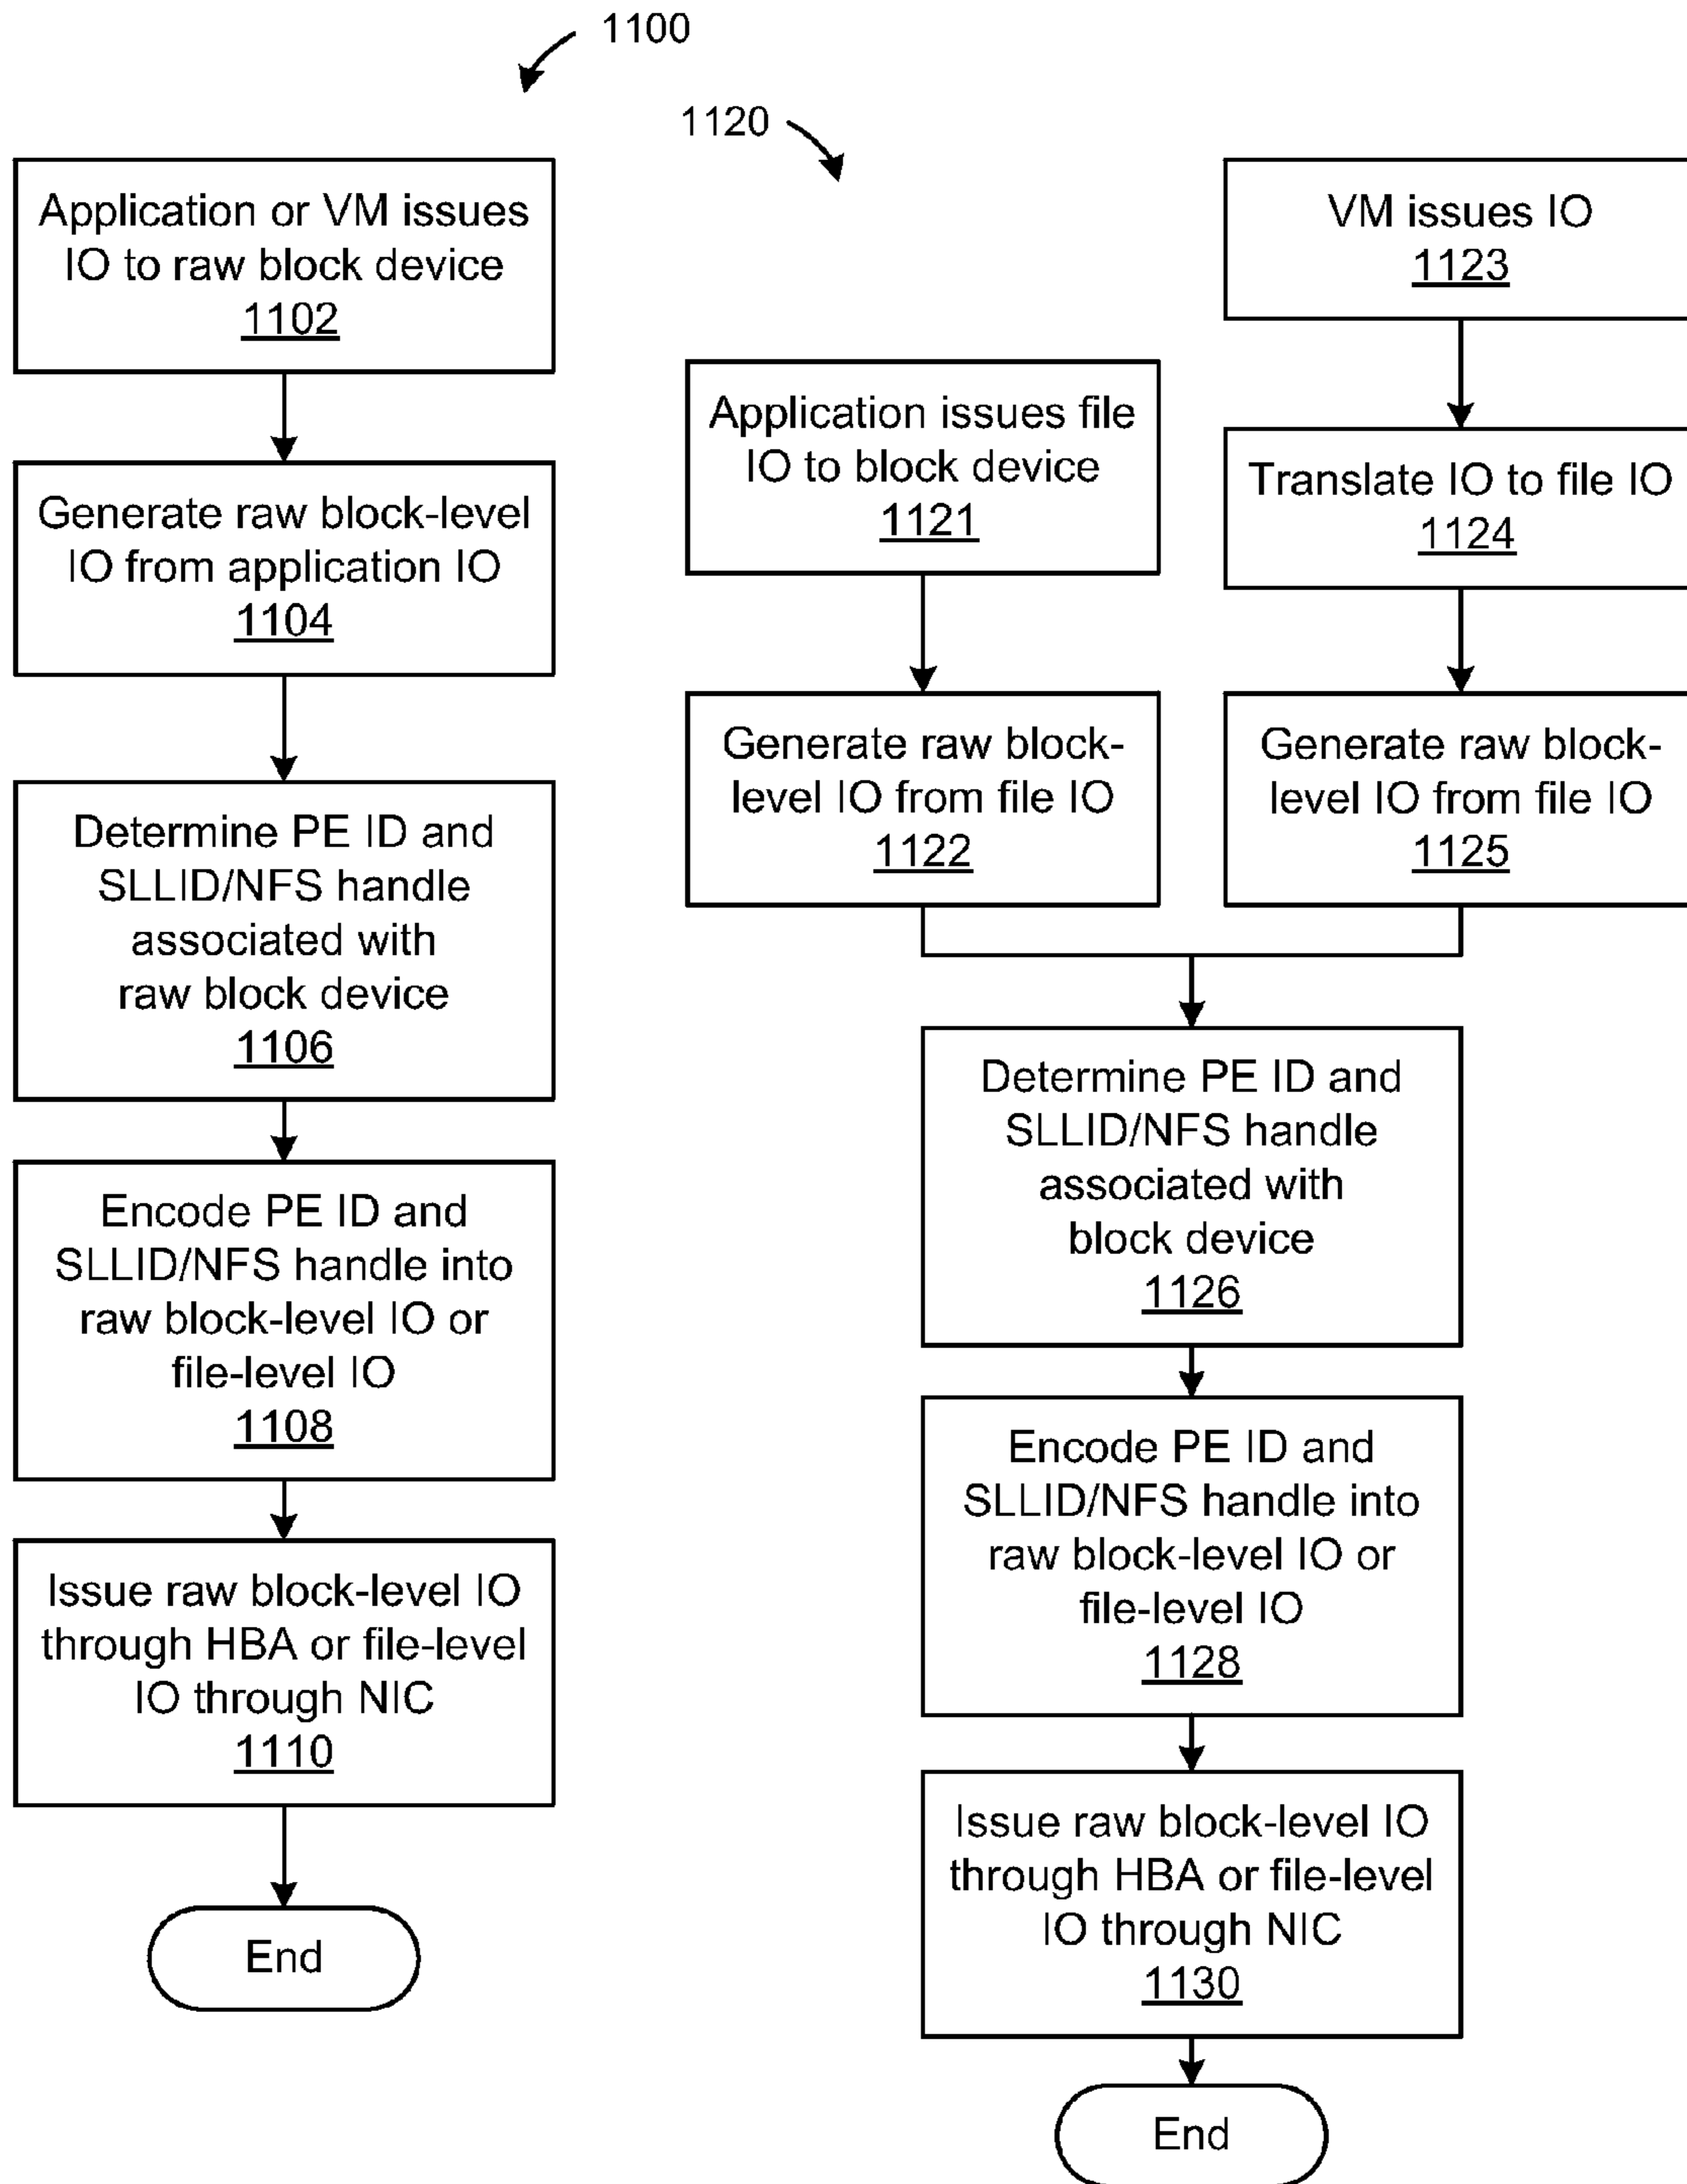 1100
1120
Application or VM issues
IO to raw block device
1102
Generate raw block-level
IO from application IO
1104
Determine PE ID and
SLLID/NFS handle
associated with
raw block device
1106
Encode PE ID and
SLLID/NFS handle into
raw block-level IO or
file-level IO
1108
Issue raw block-level IO
through HBA or file-level
IO through NIC
1110
End
Application issues file
IO to block device
1121
Generate raw block-
level IO from file IO
1122
VM issues IO
1123
Translate IO to file IO
1124
Generate raw block-
level IO from file IO
1125
Determine PE ID and
SLLID/NFS handle
associated with
block device
1126
Encode PE ID and
SLLID/NFS handle into
raw block-level IO or
file-level IO
1128
Issue raw block-level IO
through HBA or file-level
IO through NIC
1130
End